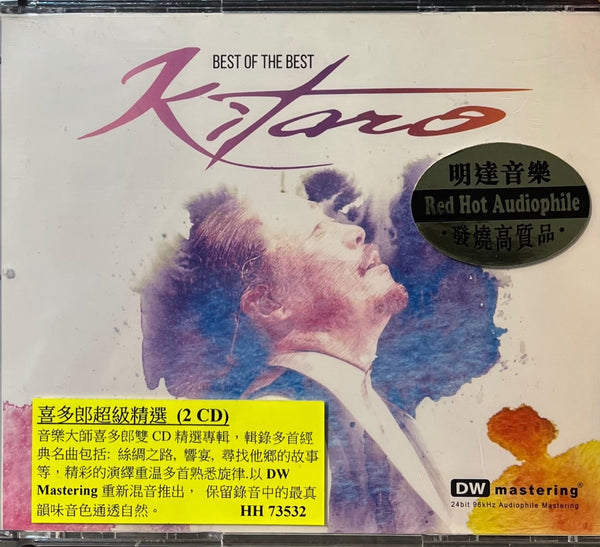 BEST OF THE BEST
Kitaro
明達音樂
Red Hot Audiophile
·發燒高質品·
喜多郎超級精選 (2 CD)
音樂大師喜多郎雙 CD 精選專輯，輯錄多首經
典名曲包括: 絲綢之路, 響宴, 尋找他鄉的故事
等，精彩的演繹重温多首熟悉旋律.以 DW
Mastering 重新混音推出， 保留錄音中的最真
韻味音色通透自然。 HH 73532
DW mastering®
24bit 96kHz Audiophile Mastering